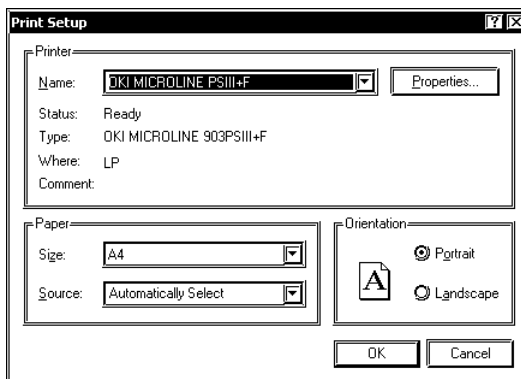 Print Setup
Printer
Name: OKI MICROLINE PSIII+F Properties...
Status: Ready
Type: OKI MICROLINE 903PSIII+F
Where: LP
Comment:
Paper
Size: A4
Source: Automatically Select
Orientation
A
Portrait
Landscape
OK Cancel